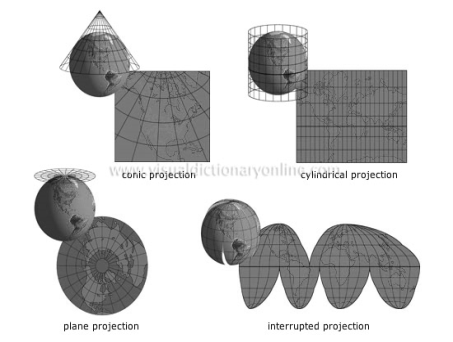 www.visualdictionaryonline.com
conic projection
cylindrical projection
plane projection
interrupted projection